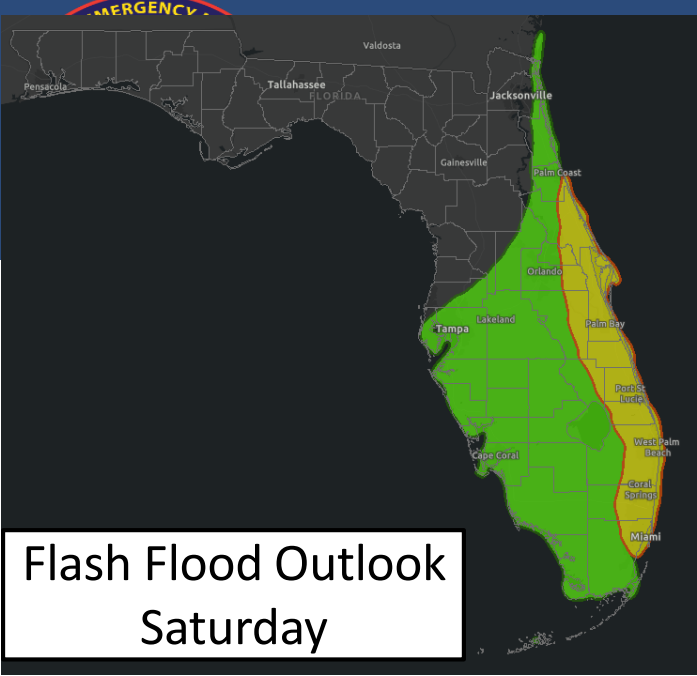 EMERGENCY
Valdosta
Pensacola
Tallahassee
FLORIDA
Jacksonville
Gainesville
Palm Coast
Orlando
Lakeland
Tampa
Palm Bay
Port St
Lucie
West Palm
Beach
Cape Coral
Coral
Springs
Miami
Flash Flood Outlook
Saturday